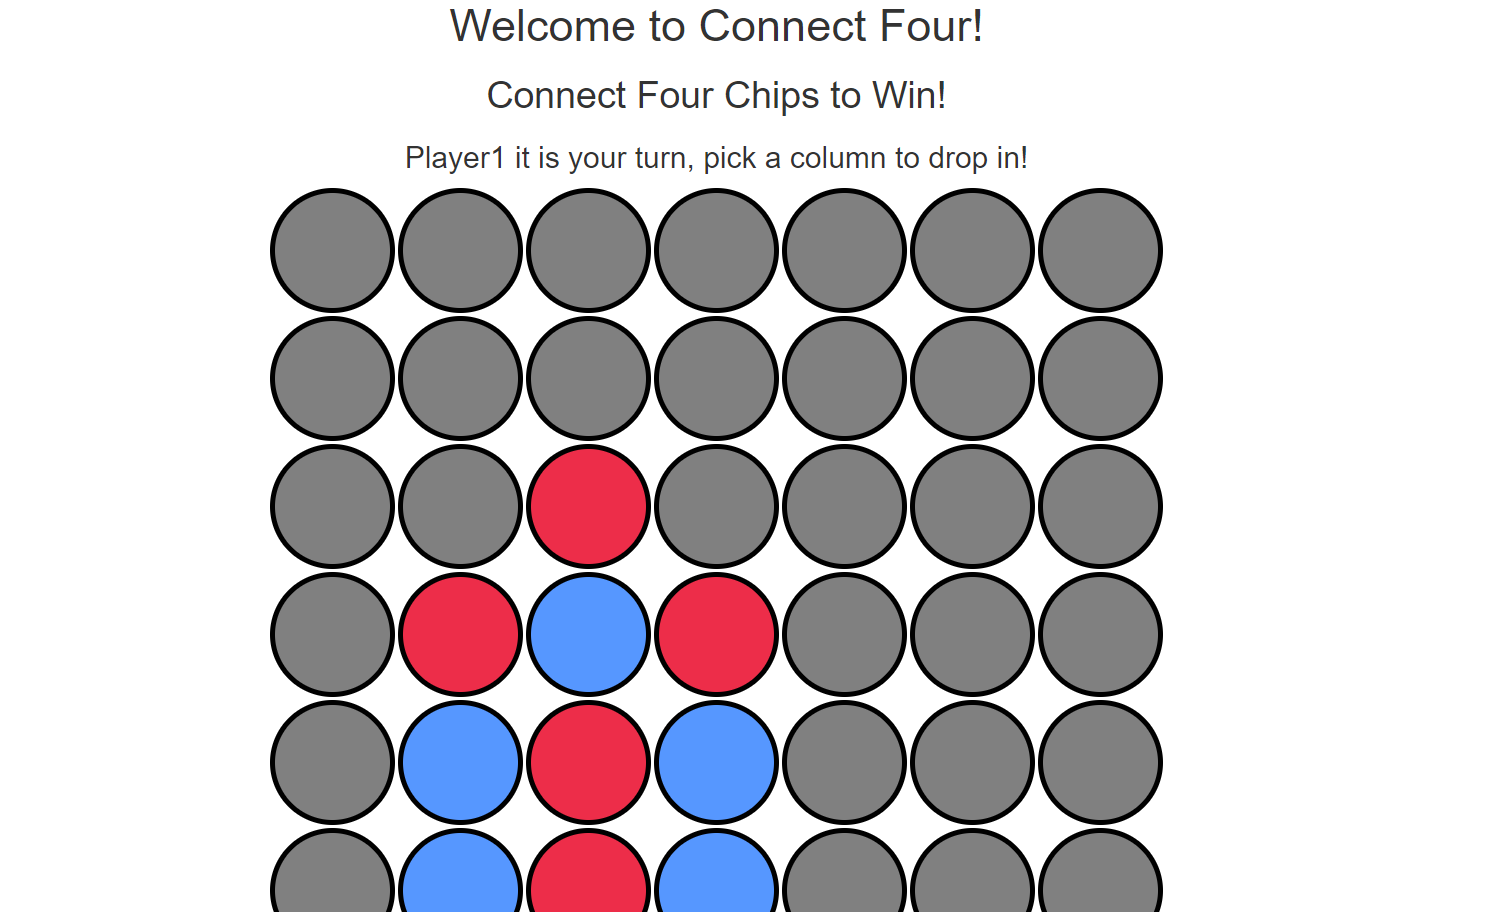 Welcome to Connect Four!
Connect Four Chips to Win!
Player1 it is your turn, pick a column to drop in!